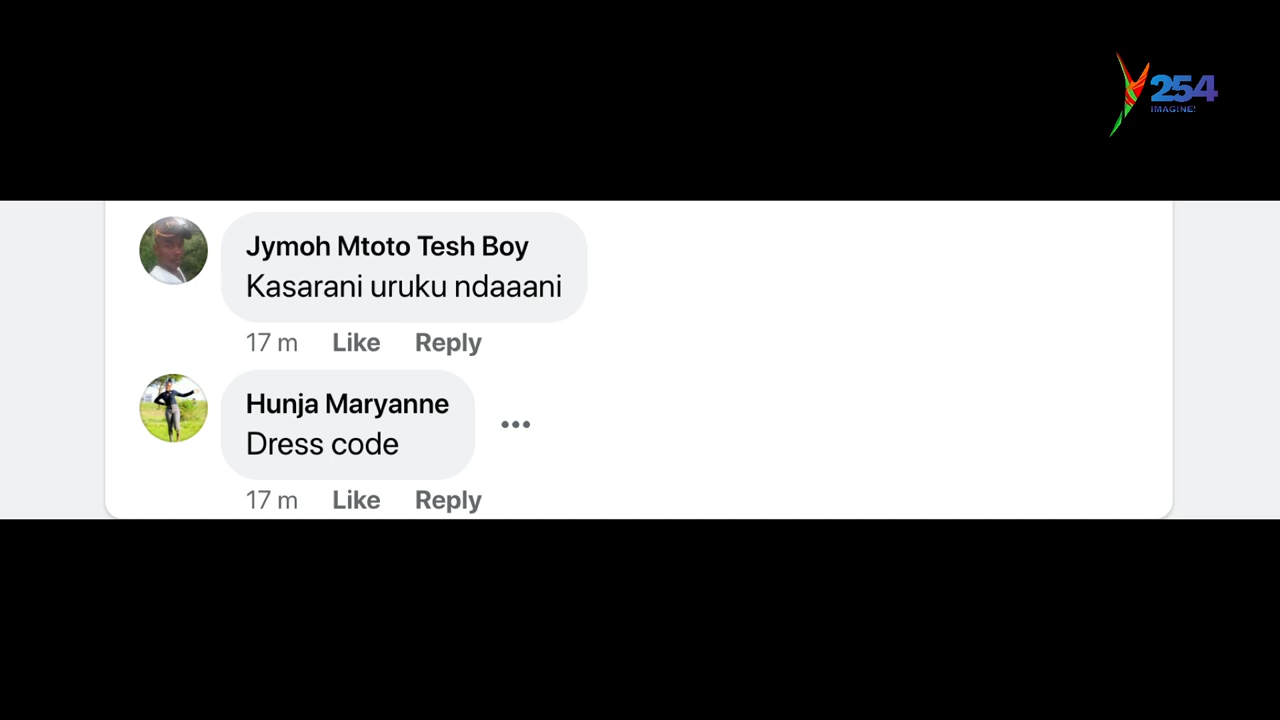 254
IMAGINE!
Jymoh Mtoto Tesh Boy
Kasarani uruku ndaaani
17 m Like Reply
Hunja Maryanne
Dress code
17 m Like Reply